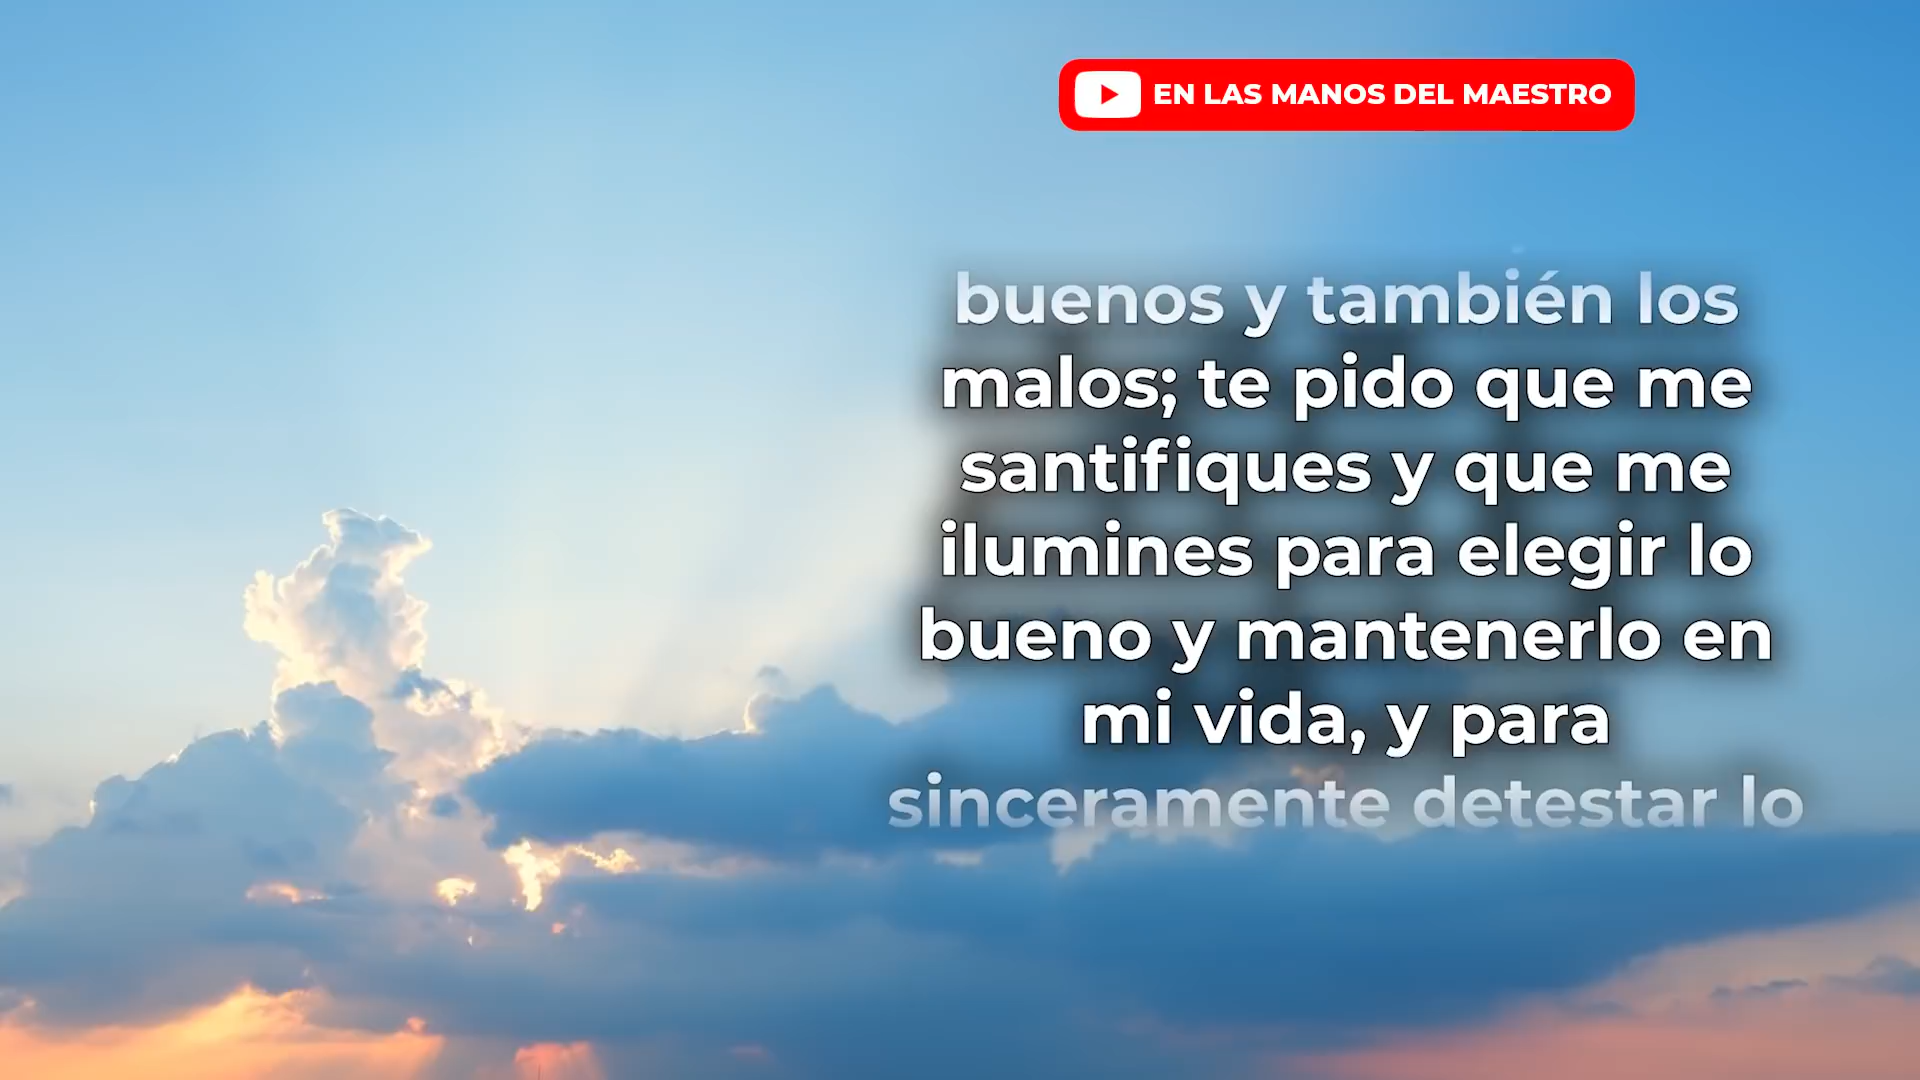 EN LAS MANOS DEL MAESTRO
buenos y también los
malos; te pido que me
santifiques y que me
ilumines para elegir lo
bueno y mantenerlo en
mi vida, y para
sinceramente detestar lo